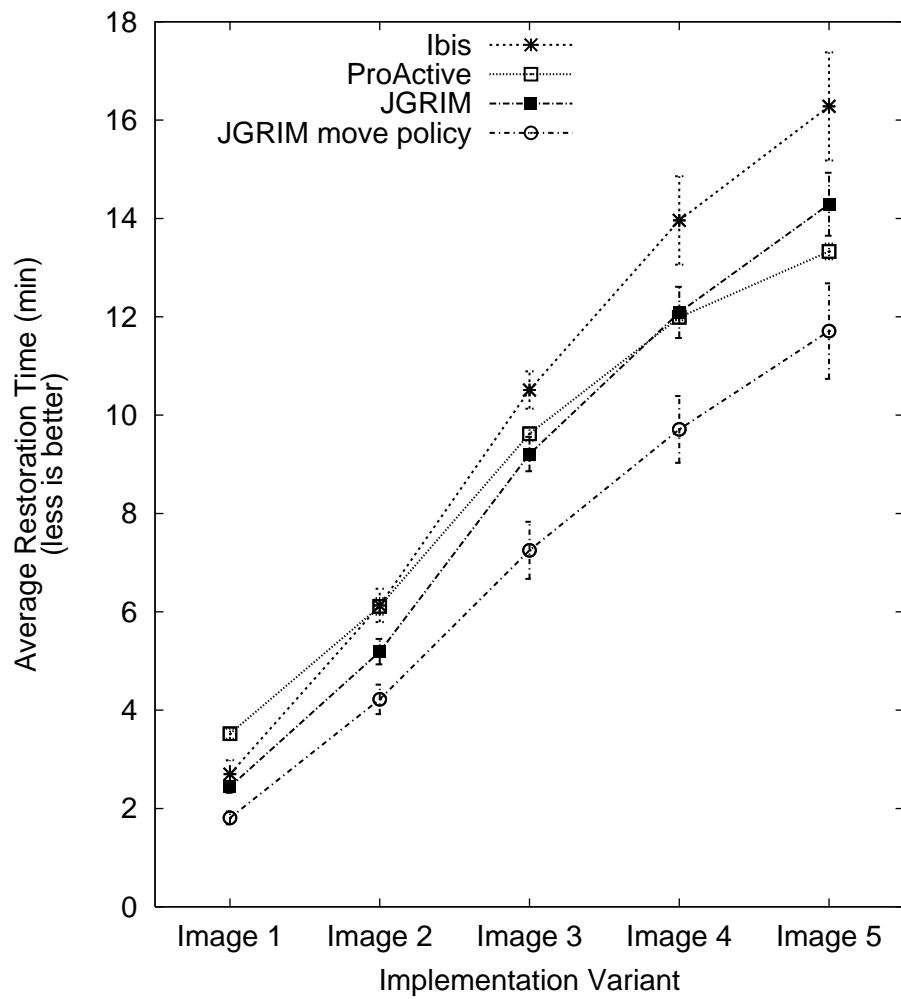 18
16
14
12
10
8
6
4
2
0
Ibis
ProActive
JGRIM
JGRIM move policy
Average Restoration Time (min)
(less is better)
Image 1 Image 2 Image 3 Image 4 Image 5
Implementation Variant